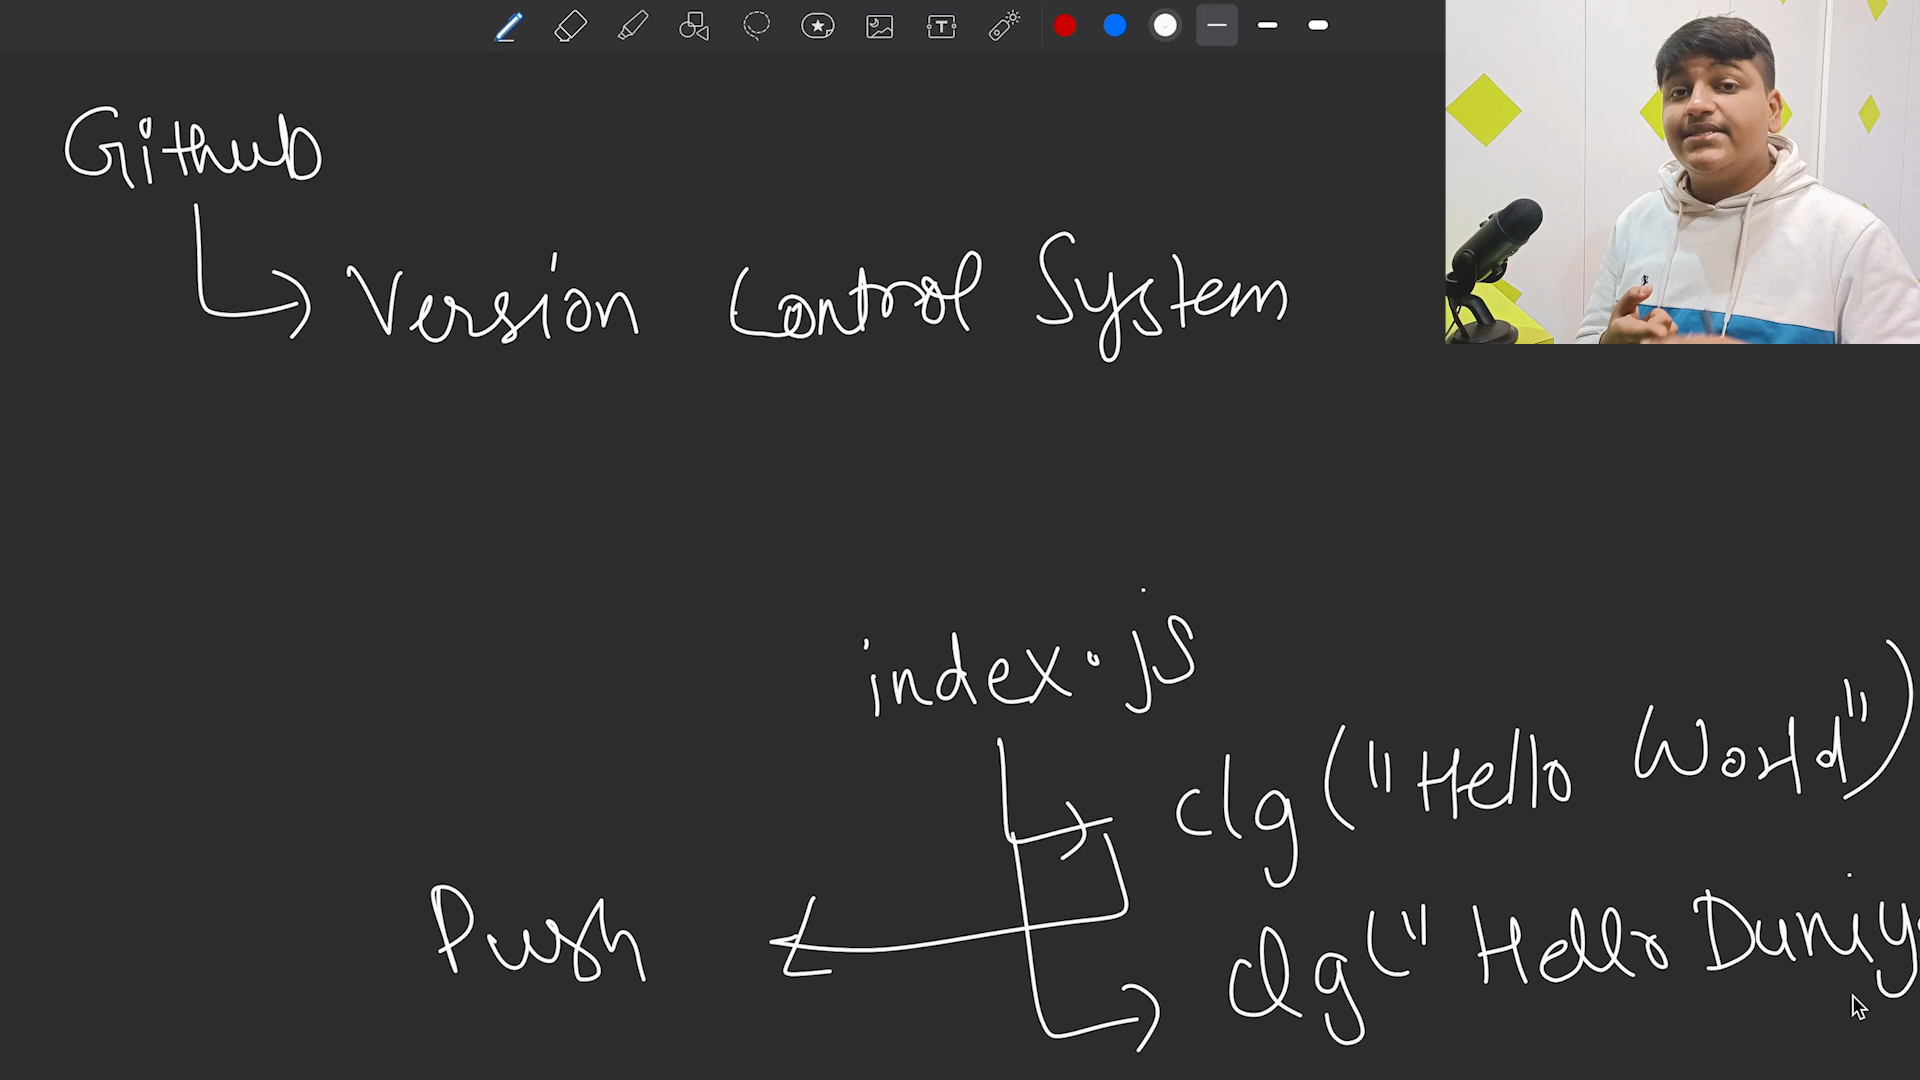 Github
Version Control System
index.js
clg ("Hello World")
Push
clg (" Hello Duniy